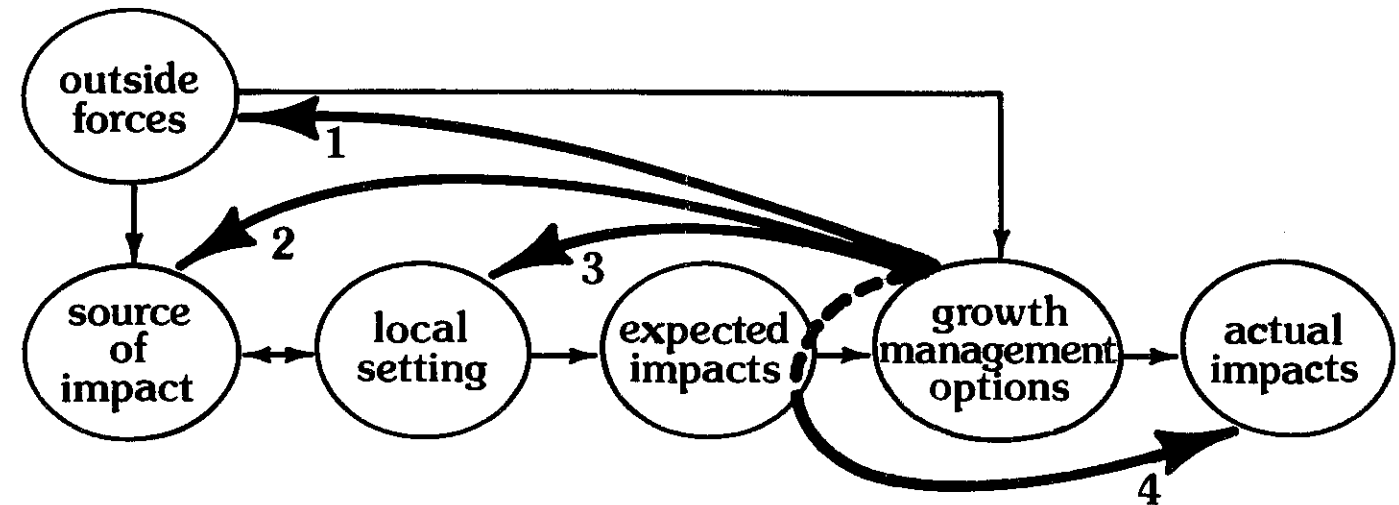 outside
forces
1
2
3
source
of
impact
local
setting
expected
impacts
growth
management
options
actual
impacts
4